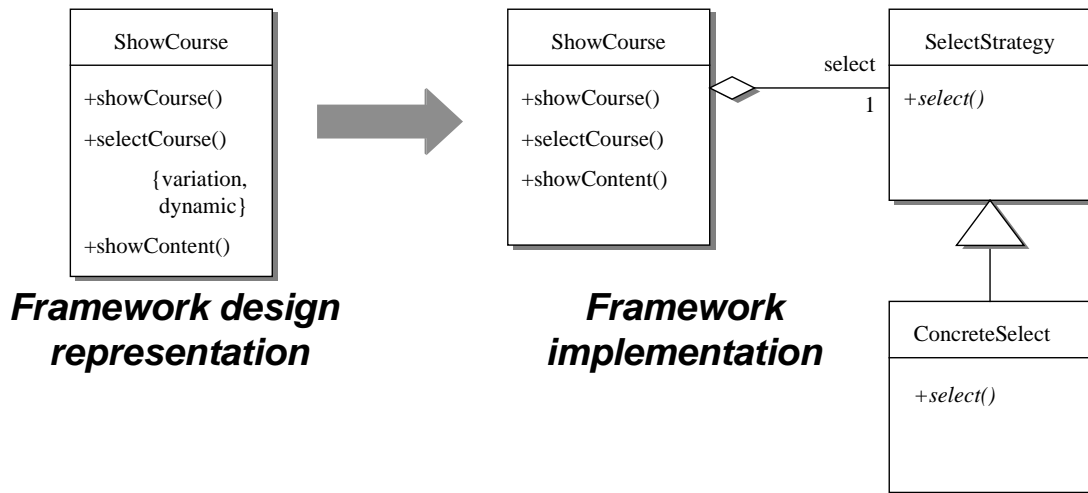 ShowCourse
+showCourse()
+selectCourse()
{variation,
dynamic}
+showContent()
Framework design
representation
ShowCourse
+showCourse()
+selectCourse()
+showContent()
select
1
SelectStrategy
+select()
Framework
implementation
ConcreteSelect
+select()